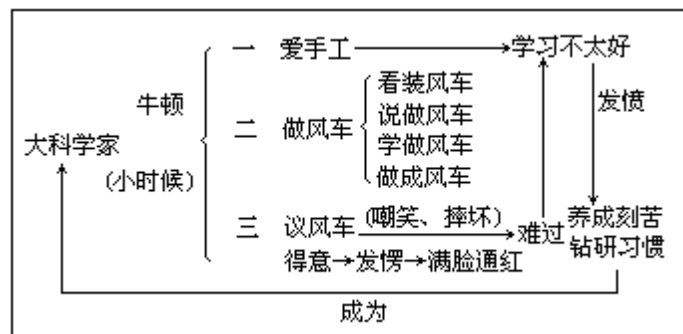 一 爱手工 → 学习不太好
牛顿
(小时候)
大科学家
二 做风车
看装风车
说做风车
学做风车
做成风车
发愤
三 议风车 (嘲笑、摔坏) → 难过
得意→发愣→满脸通红
养成刻苦
钻研习惯
成为